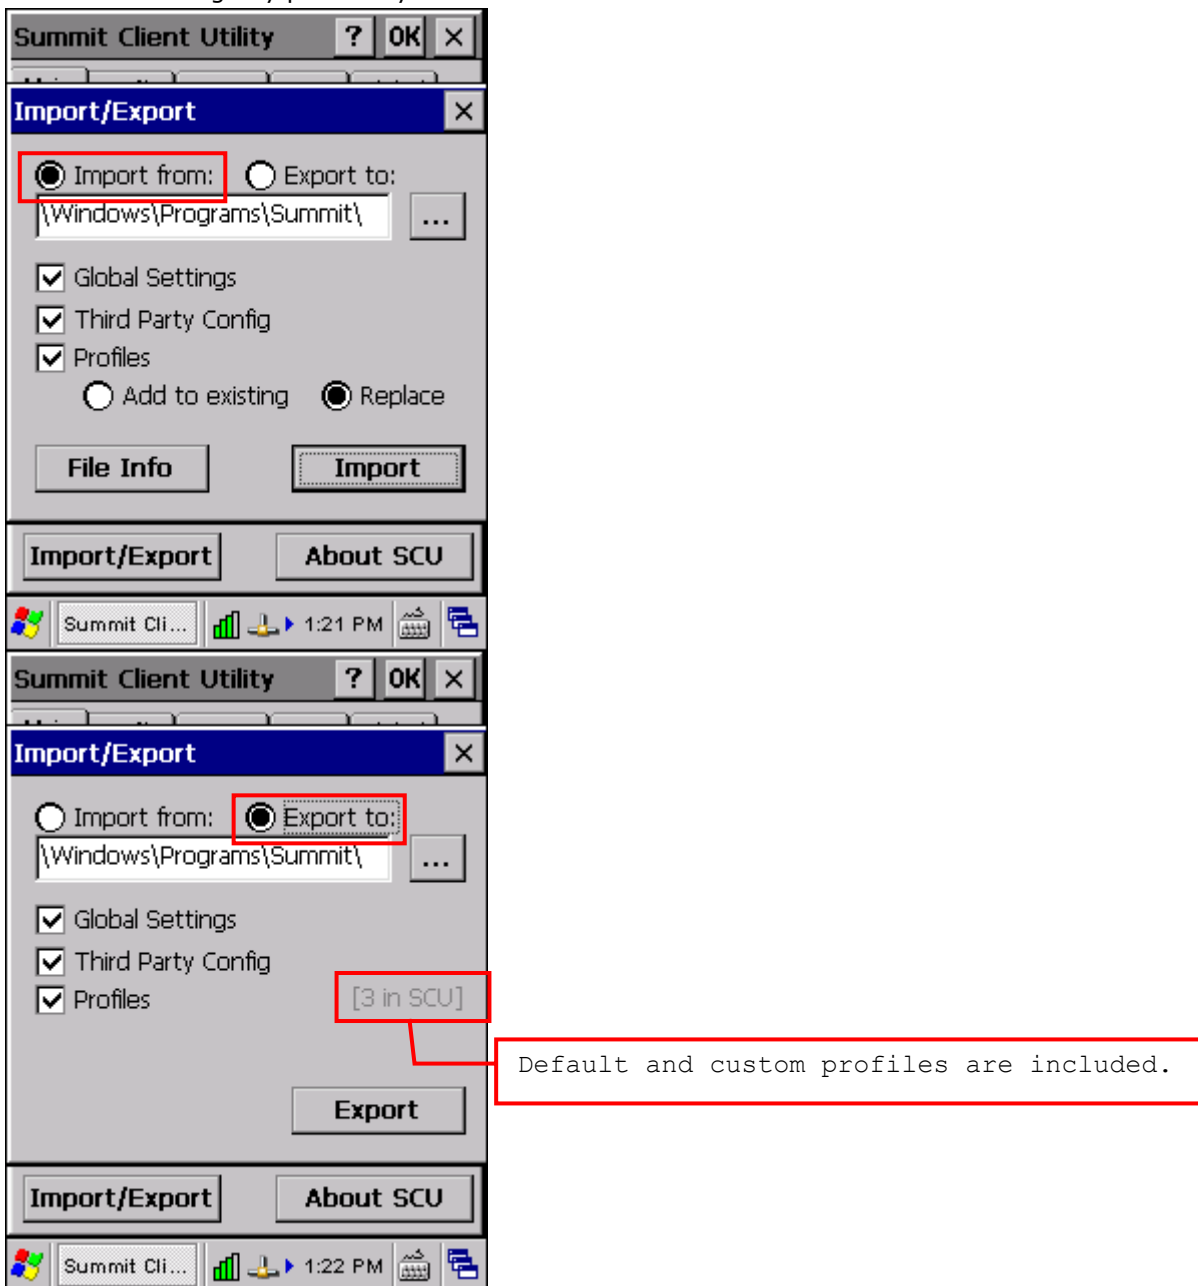 Summit Client Utility ? OK ×
Import/Export ×
Import from: Export to:
\Windows\Programs\Summit\ ...
Global Settings
Third Party Config
Profiles
Add to existing Replace
File Info Import
Import/Export About SCU
Summit Cli... 1:21 PM
Summit Client Utility ? OK ×
Import/Export ×
Import from: Export to:
\Windows\Programs\Summit\ ...
Global Settings
Third Party Config
Profiles [3 in SCU]
Default and custom profiles are included.
Export
Import/Export About SCU
Summit Cli... 1:22 PM